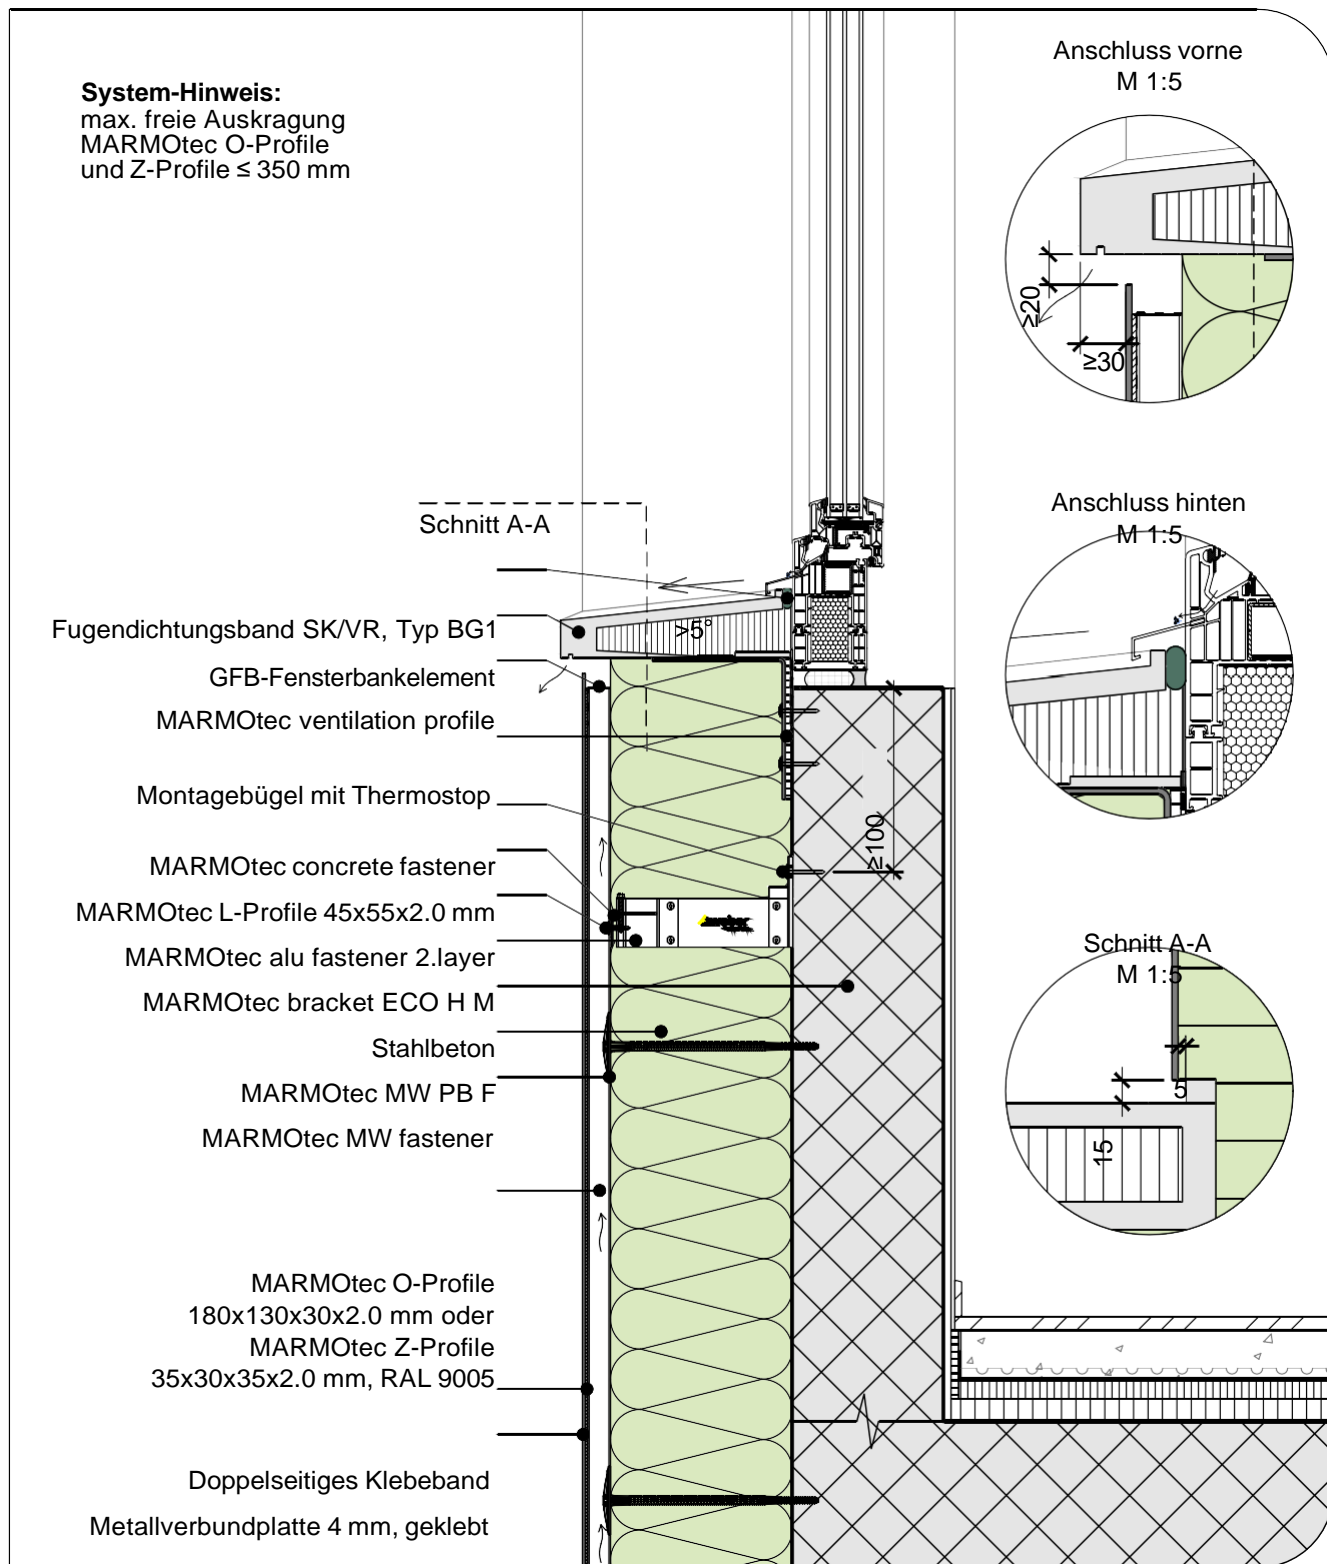 System-Hinweis:
max. freie Auskragung
MARMOtec O-Profile
und Z-Profile ≤ 350 mm
Anschluss vorne
M 1:5
≥20
≥30
Schnitt A-A
Fugendichtungsband SK/VR, Typ BG1
GFB-Fensterbankelement
MARMOtec ventilation profile
Montagebügel mit Thermostop
MARMOtec concrete fastener
MARMOtec L-Profile 45x55x2.0 mm
MARMOtec alu fastener 2.layer
MARMOtec bracket ECO H M
Stahlbeton
MARMOtec MW PB F
MARMOtec MW fastener
MARMOtec O-Profile
180x130x30x2.0 mm oder
MARMOtec Z-Profile
35x30x35x2.0 mm, RAL 9005
Doppelseitiges Klebeband
Metallverbundplatte 4 mm, geklebt
>5°
≥100
Anschluss hinten
M 1:5
Schnitt A-A
M 1:5
5
15